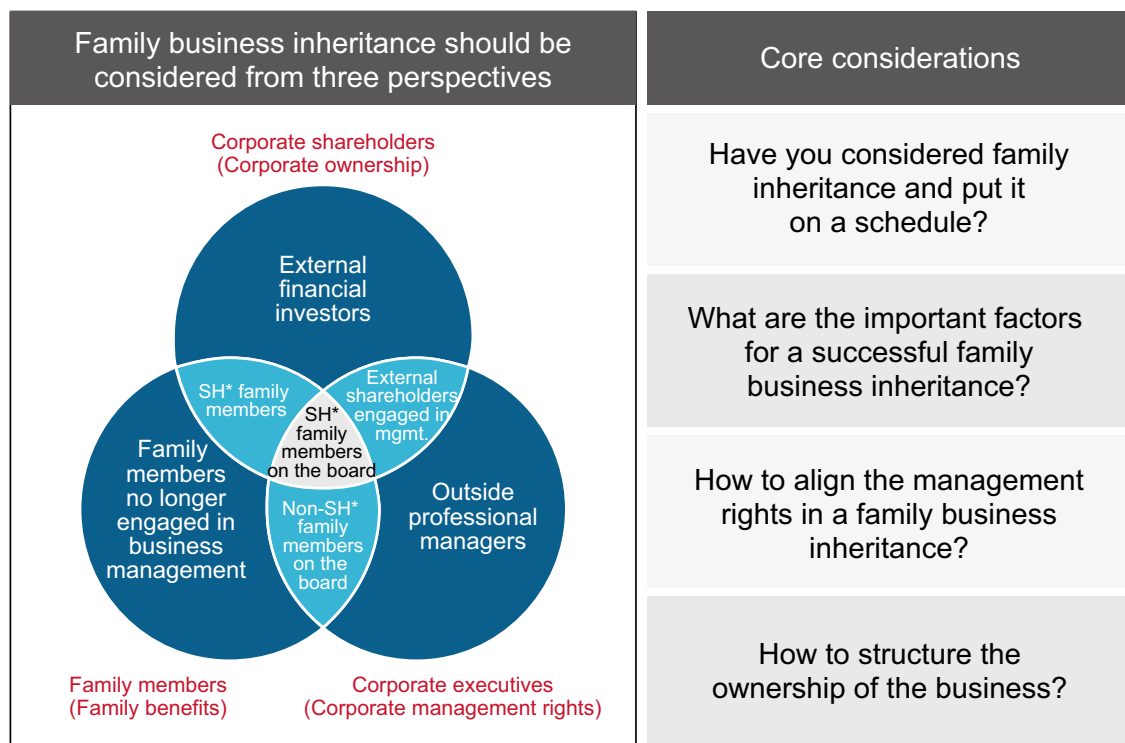 Family business inheritance should be
considered from three perspectives
Corporate shareholders
(Corporate ownership)
External
financial
investors
SH* family
members
External
shareholders
engaged in
mgmt.
SH*
family
members
on the board
Family
members
no longer
engaged in
business
management
Non-SH*
family
members
on the
board
Outside
professional
managers
Family members
(Family benefits)
Corporate executives
(Corporate management rights)
Core considerations
Have you considered family
inheritance and put it
on a schedule?
What are the important factors
for a successful family
business inheritance?
How to align the management
rights in a family business
inheritance?
How to structure the
ownership of the business?